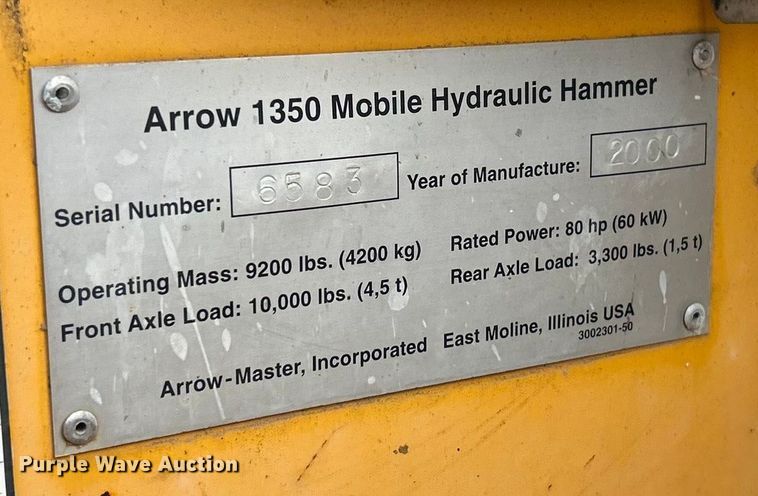 Arrow 1350 Mobile Hydraulic Hammer
Serial Number: 6583 Year of Manufacture: 2000
Operating Mass: 9200 lbs. (4200 kg) Rated Power: 80 hp (60 kW)
Front Axle Load: 10,000 lbs. (4,5 t) Rear Axle Load: 3,300 lbs. (1,5 t)
Arrow-Master, Incorporated East Moline, Illinois USA
3002301-50
Purple Wave Auction